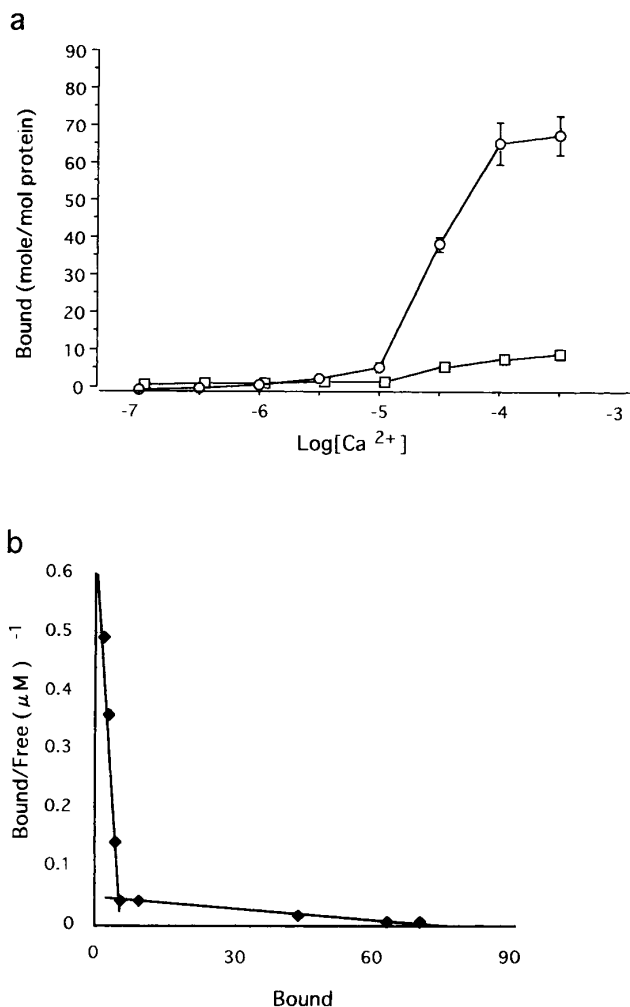 a
90
80
70
60
50
40
30
20
10
0
Bound (mole/mol protein)
-7 -6 -5 -4 -3
Log[Ca 2+]
b
0.6
0.5
0.4
0.3
0.2
0.1
0
Bound/Free (μM) -1
0 30 60 90
Bound